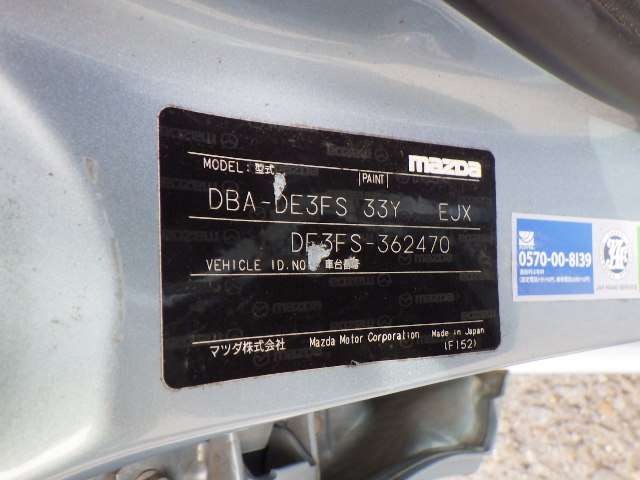 mazda
MODEL:型式 PAINT
DBA-DE3FS 33Y EJX
DE3FS-362470
VEHICLE ID.NO 車台番号
マツダ株式会社 Mazda Motor Corporation Made in Japan
(F152)
0570-00-8139